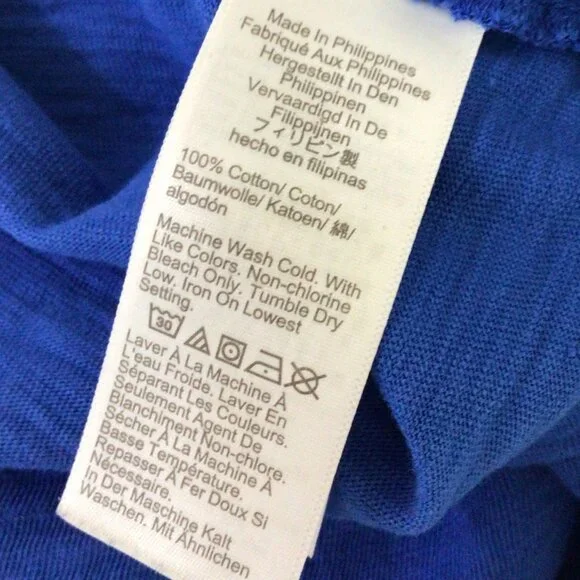 Made In Philippines
Fabriqué Aux Philippines
Hergestellt In Den
Philippinen
Vervaardigd In De
Filippijnen
フィリピン製
hecho en filipinas
100% Cotton/ Coton/
Baumwolle/ Katoen/ 綿/
algodón
Machine Wash Cold. With
Like Colors. Non-chlorine
Bleach Only. Tumble Dry
Low. Iron On Lowest
Setting.
30
Laver À La Machine À
L'eau Froide. Laver En
Séparant Les Couleurs.
Seulement Agent De
Blanchiment Non-chlore.
Sécher À La Machine À
Basse Température.
Repasser À Fer Doux Si
Nécessaire.
In Der Maschine Kalt
Waschen. Mit Ähnlichen